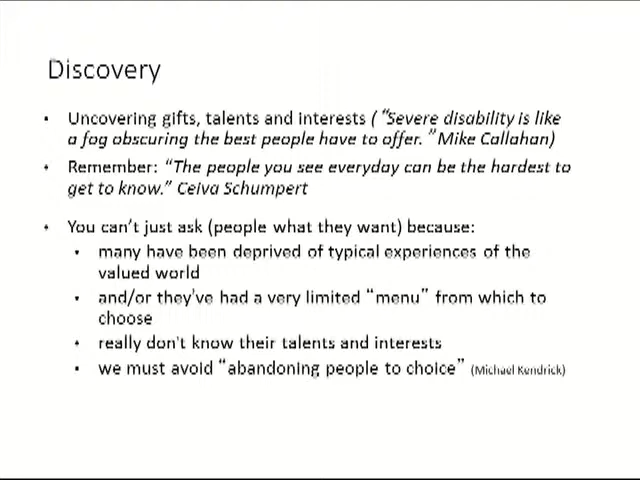 Discovery
• Uncovering gifts, talents and interests ( “Severe disability is like
a fog obscuring the best people have to offer. ” Mike Callahan)
• Remember: “The people you see everyday can be the hardest to
get to know.” Celva Schumpert
• You can’t just ask (people what they want) because:
• many have been deprived of typical experiences of the
valued world
• and/or they’ve had a very limited “menu” from which to
choose
• really don't know their talents and interests
• we must avoid “abandoning people to choice” (Michael Kendrick)